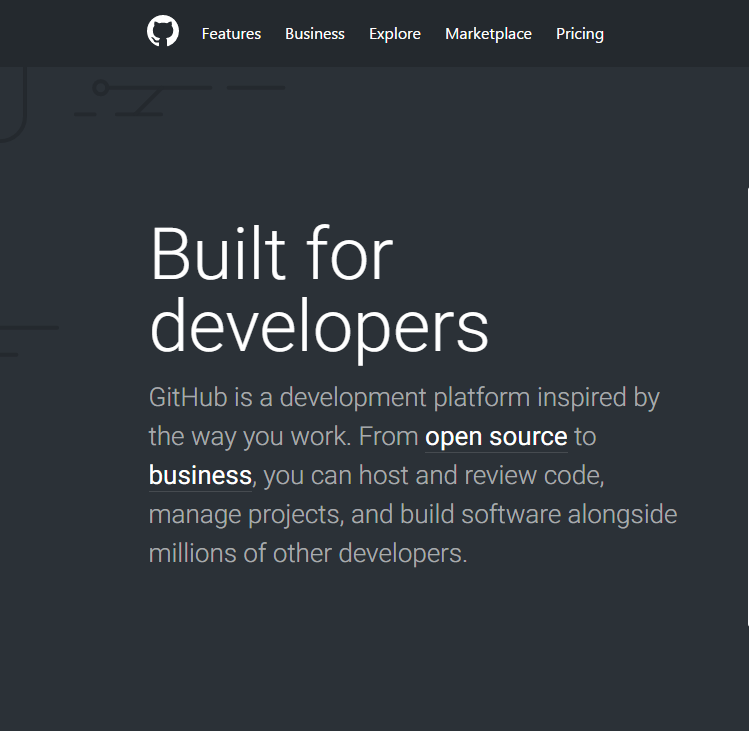 Features Business Explore Marketplace Pricing
Built for
developers
GitHub is a development platform inspired by
the way you work. From open source to
business, you can host and review code,
manage projects, and build software alongside
millions of other developers.